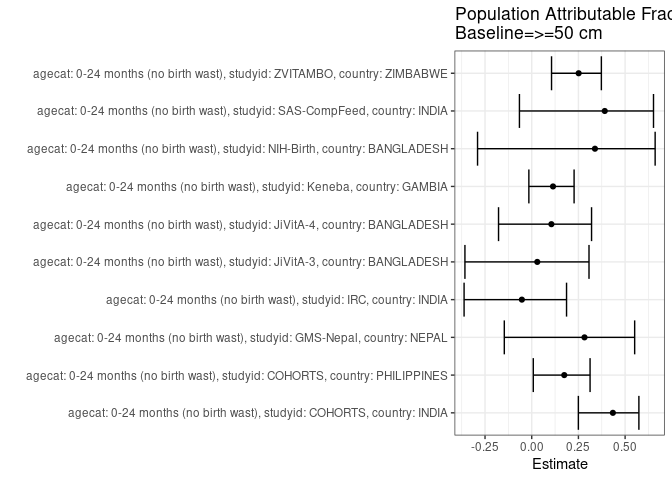 Population Attributable Frac
Baseline=>=50 cm
agecat: 0-24 months (no birth wast), studyid: ZVITAMBO, country: ZIMBABWE
agecat: 0-24 months (no birth wast), studyid: SAS-CompFeed, country: INDIA
agecat: 0-24 months (no birth wast), studyid: NIH-Birth, country: BANGLADESH
agecat: 0-24 months (no birth wast), studyid: Keneba, country: GAMBIA
agecat: 0-24 months (no birth wast), studyid: JiVitA-4, country: BANGLADESH
agecat: 0-24 months (no birth wast), studyid: JiVitA-3, country: BANGLADESH
agecat: 0-24 months (no birth wast), studyid: IRC, country: INDIA
agecat: 0-24 months (no birth wast), studyid: GMS-Nepal, country: NEPAL
agecat: 0-24 months (no birth wast), studyid: COHORTS, country: PHILIPPINES
agecat: 0-24 months (no birth wast), studyid: COHORTS, country: INDIA
-0.25 0.00 0.25 0.50
Estimate